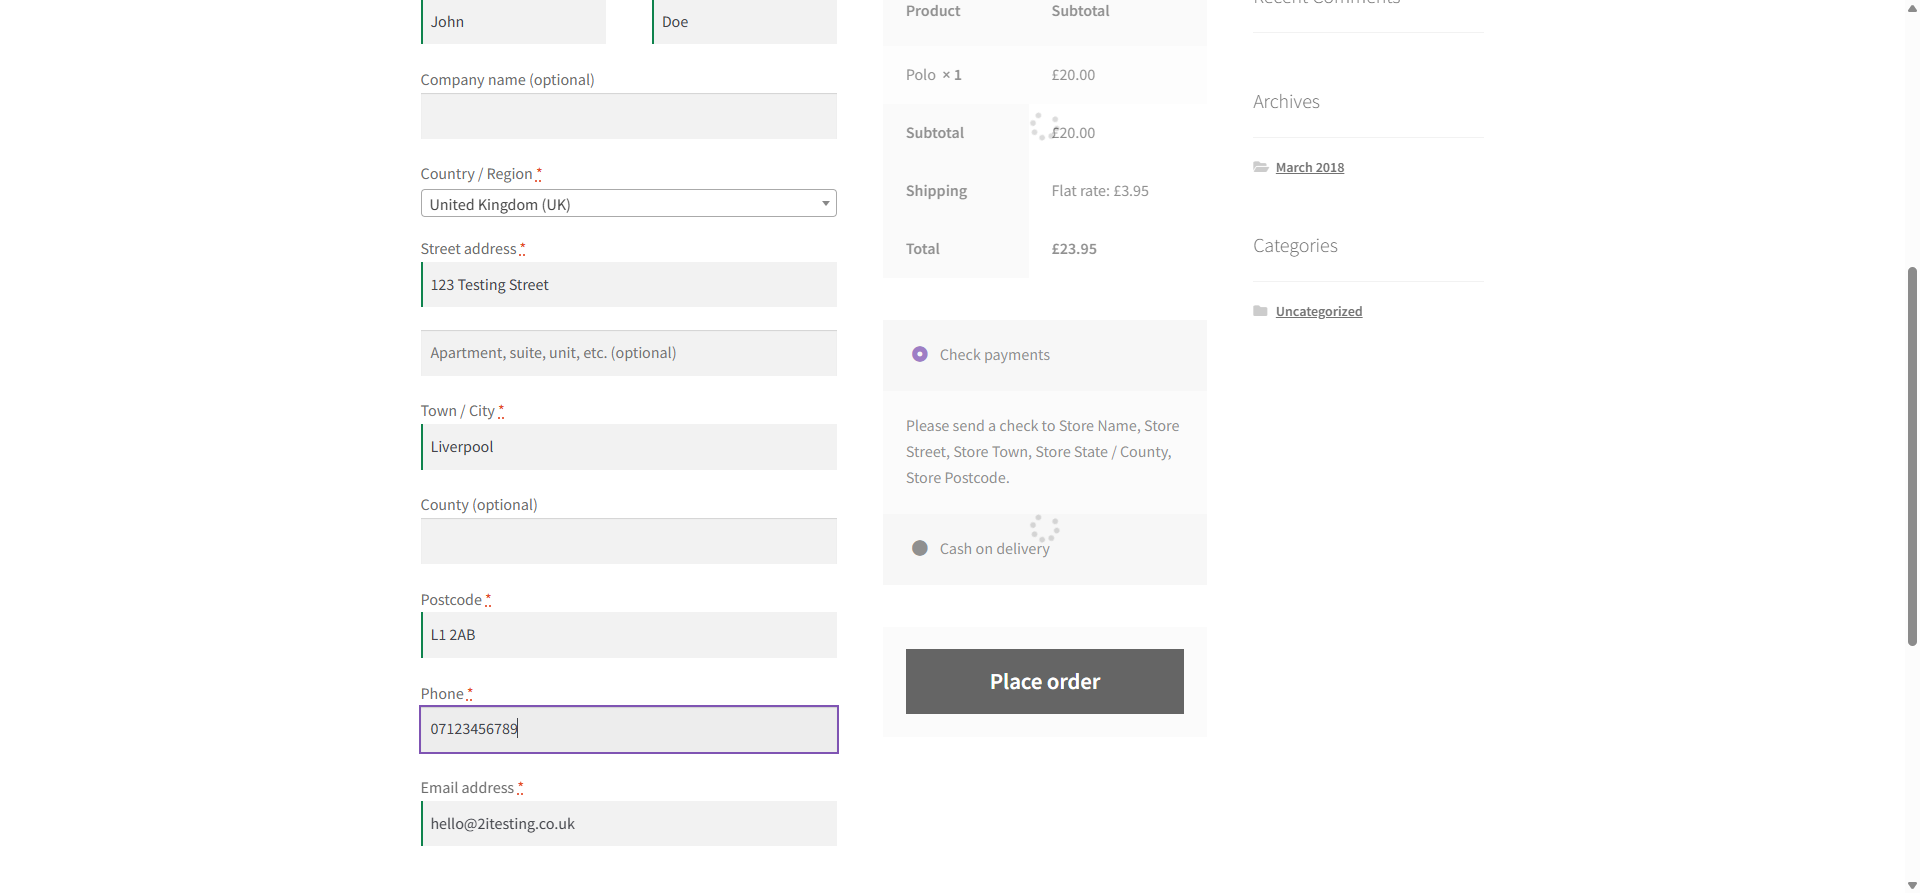 John
Doe
Company name (optional)
Country / Region *
United Kingdom (UK)
Street address *
123 Testing Street
Apartment, suite, unit, etc. (optional)
Town / City *
Liverpool
County (optional)
Postcode *
L1 2AB
Phone *
07123456789
Email address *
hello@2itesting.co.uk
Product Subtotal
Polo × 1 £20.00
Subtotal £20.00
Shipping Flat rate: £3.95
Total £23.95
Check payments
Please send a check to Store Name, Store
Street, Store Town, Store State / County,
Store Postcode.
Cash on delivery
Place order
Recent Comments
Archives
March 2018
Categories
Uncategorized